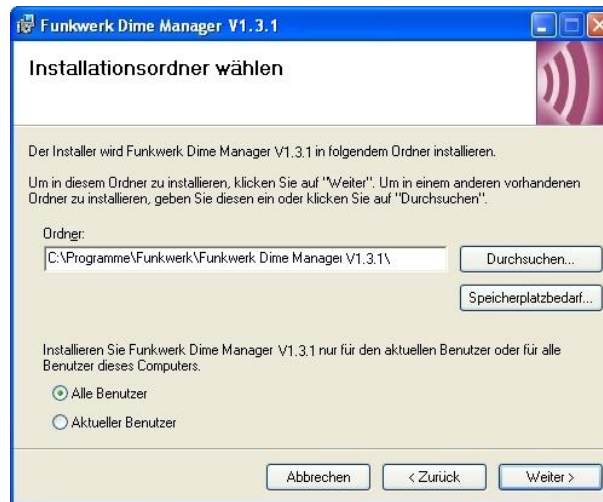 Funkwerk Dime Manager V1.3.1
Installationsordner wählen
Der Installer wird Funkwerk Dime Manager V1.3.1 in folgendem Ordner installieren.
Um in diesem Ordner zu installieren, klicken Sie auf "Weiter". Um in einem anderen vorhandenen
Ordner zu installieren, geben Sie diesen ein oder klicken Sie auf "Durchsuchen".
Ordner:
C:\Programme\Funkwerk\Funkwerk Dime Manager V1.3.1\
Durchsuchen...
Speicherplatzbedarf...
Installieren Sie Funkwerk Dime Manager V1.3.1 nur für den aktuellen Benutzer oder für alle
Benutzer dieses Computers.
Alle Benutzer
Aktueller Benutzer
Abbrechen
< Zurück
Weiter >